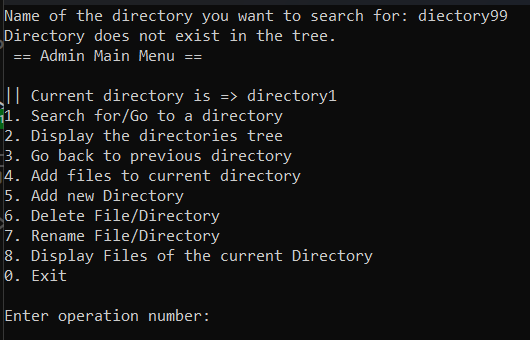 Name of the directory you want to search for: diectory99
Directory does not exist in the tree.
== Admin Main Menu ==
|| Current directory is => directory1
1. Search for/Go to a directory
2. Display the directories tree
3. Go back to previous directory
4. Add files to current directory
5. Add new Directory
6. Delete File/Directory
7. Rename File/Directory
8. Display Files of the current Directory
0. Exit
Enter operation number: